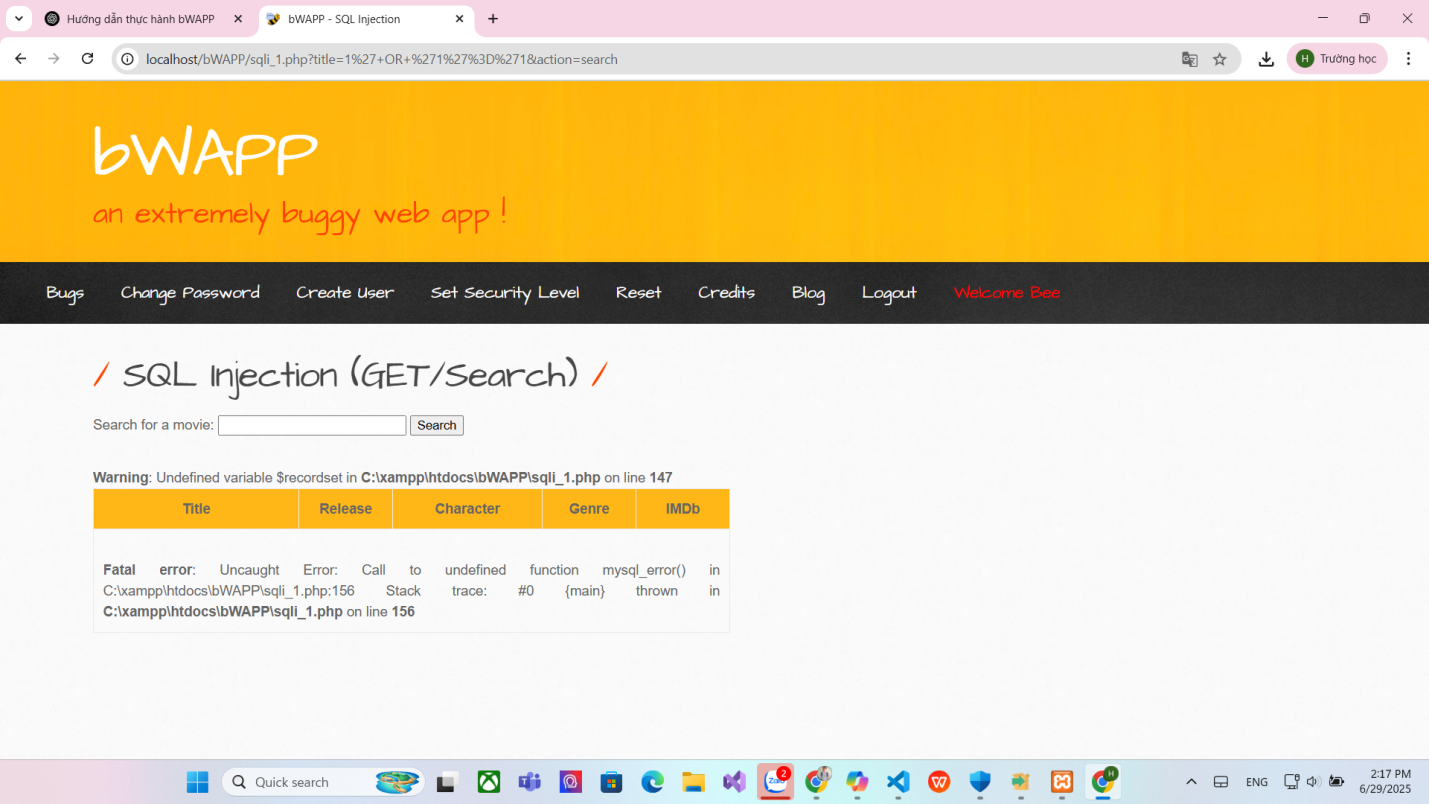 Hướng dẫn thực hành bWAPP
bWAPP - SQL Injection
localhost/bWAPP/sqli_1.php?title=1%27+OR+%271%27%3D%271&action=search
H
Trường học
bWAPP
an extremely buggy web app !
Bugs Change Password Create User Set Security Level Reset Credits Blog Logout Welcome Bee
/ SQL Injection (GET/Search) /
Search for a movie: Search
Warning: Undefined variable $recordset in C:\xampp\htdocs\bWAPP\sqli_1.php on line 147
Title Release Character Genre IMDb
Fatal error: Uncaught Error: Call to undefined function mysql_error() in
C:\xampp\htdocs\bWAPP\sqli_1.php:156 Stack trace: #0 {main} thrown in
C:\xampp\htdocs\bWAPP\sqli_1.php on line 156
Quick search
Zalo
2
H
ENG
2:17 PM
6/29/2025